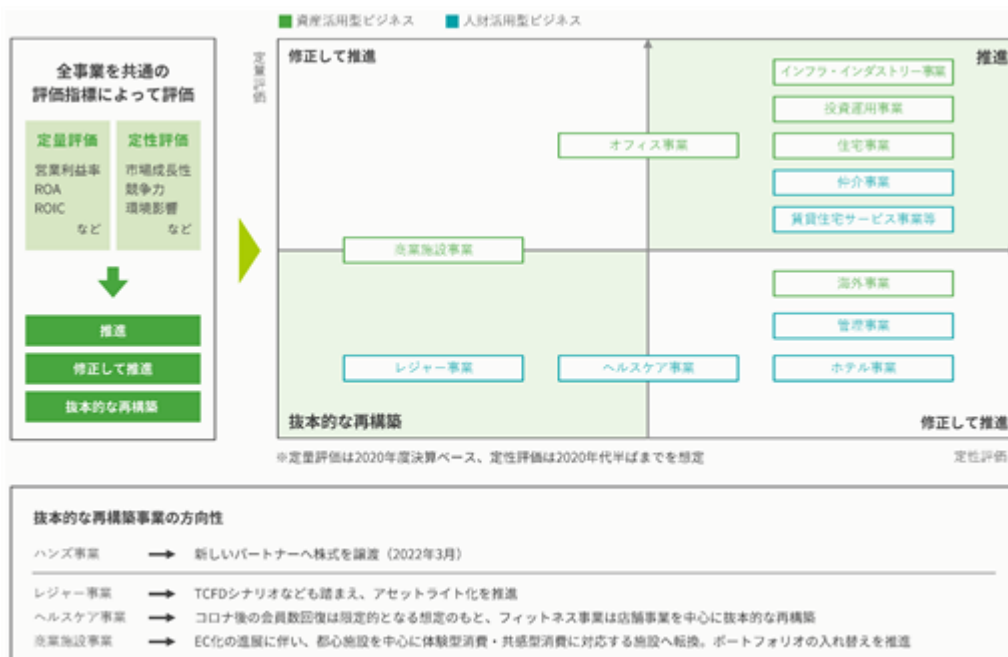 資産活用型ビジネス
人財活用型ビジネス
全事業を共通の
評価指標によって評価
定量評価
営業利益率
ROA
ROIC
など
定性評価
市場成長性
競争力
環境影響
など
推進
修正して推進
抜本的な再構築
定量評価
修正して推進
推進
インフラ・インダストリー事業
投資運用事業
オフィス事業
住宅事業
仲介事業
賃貸住宅サービス事業等
商業施設事業
海外事業
管理事業
レジャー事業
ヘルスケア事業
ホテル事業
抜本的な再構築
修正して推進
※定量評価は2020年度決算ベース、定性評価は2020年代半ばまでを想定
定性評価
抜本的な再構築事業の方向性
ハンズ事業 → 新しいパートナーへ株式を譲渡（2022年3月）
レジャー事業 → TCFDシナリオなども踏まえ、アセットライト化を推進
ヘルスケア事業 → コロナ後の会員数回復は限定的となる想定のもと、フィットネス事業は店舗事業を中心に抜本的な再構築
商業施設事業 → EC化の進展に伴い、都心施設を中心に体験型消費・共感型消費に対応する施設へ転換。ポートフォリオの入れ替えを推進